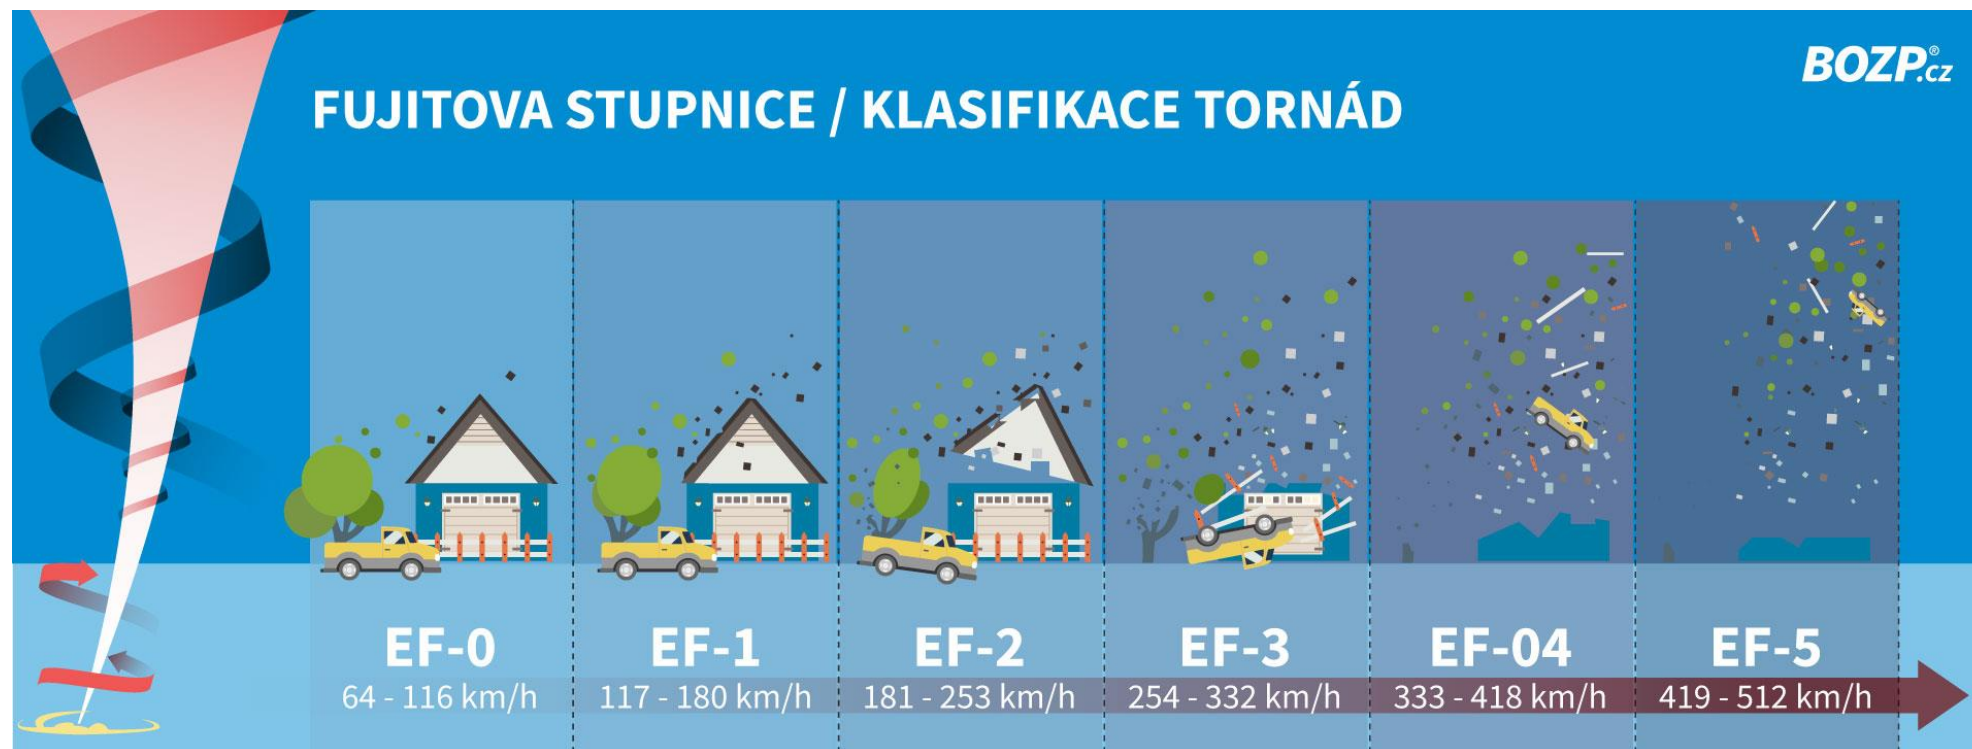 BOZP®.cz
FUJITOVA STUPNICE / KLASIFIKACE TORNÁD
EF-0
64 - 116 km/h
EF-1
117 - 180 km/h
EF-2
181 - 253 km/h
EF-3
254 - 332 km/h
EF-04
333 - 418 km/h
EF-5
419 - 512 km/h